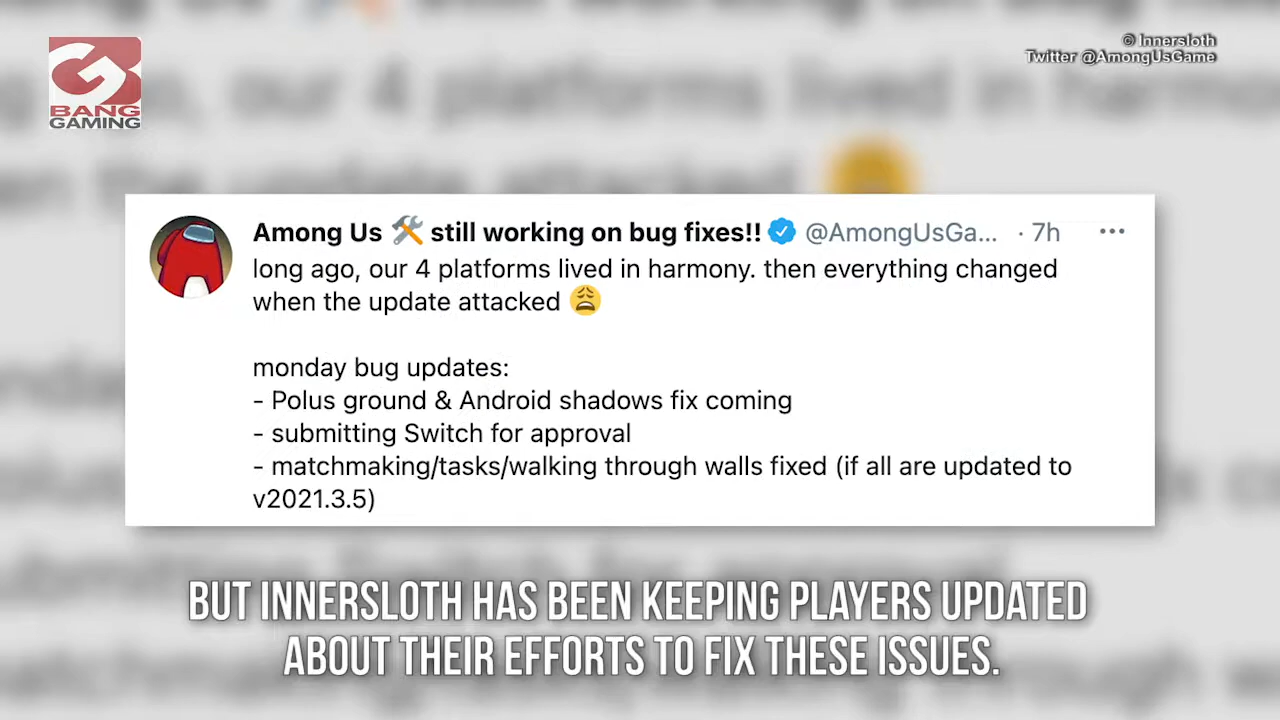 © Innersloth
Twitter @AmongUsGame
BANG
GAMING
Among Us 🛠️ still working on bug fixes!! @AmongUsGa... · 7h
long ago, our 4 platforms lived in harmony. then everything changed
when the update attacked 😩
monday bug updates:
- Polus ground & Android shadows fix coming
- submitting Switch for approval
- matchmaking/tasks/walking through walls fixed (if all are updated to
v2021.3.5)
BUT INNERSLOTH HAS BEEN KEEPING PLAYERS UPDATED
ABOUT THEIR EFFORTS TO FIX THESE ISSUES.